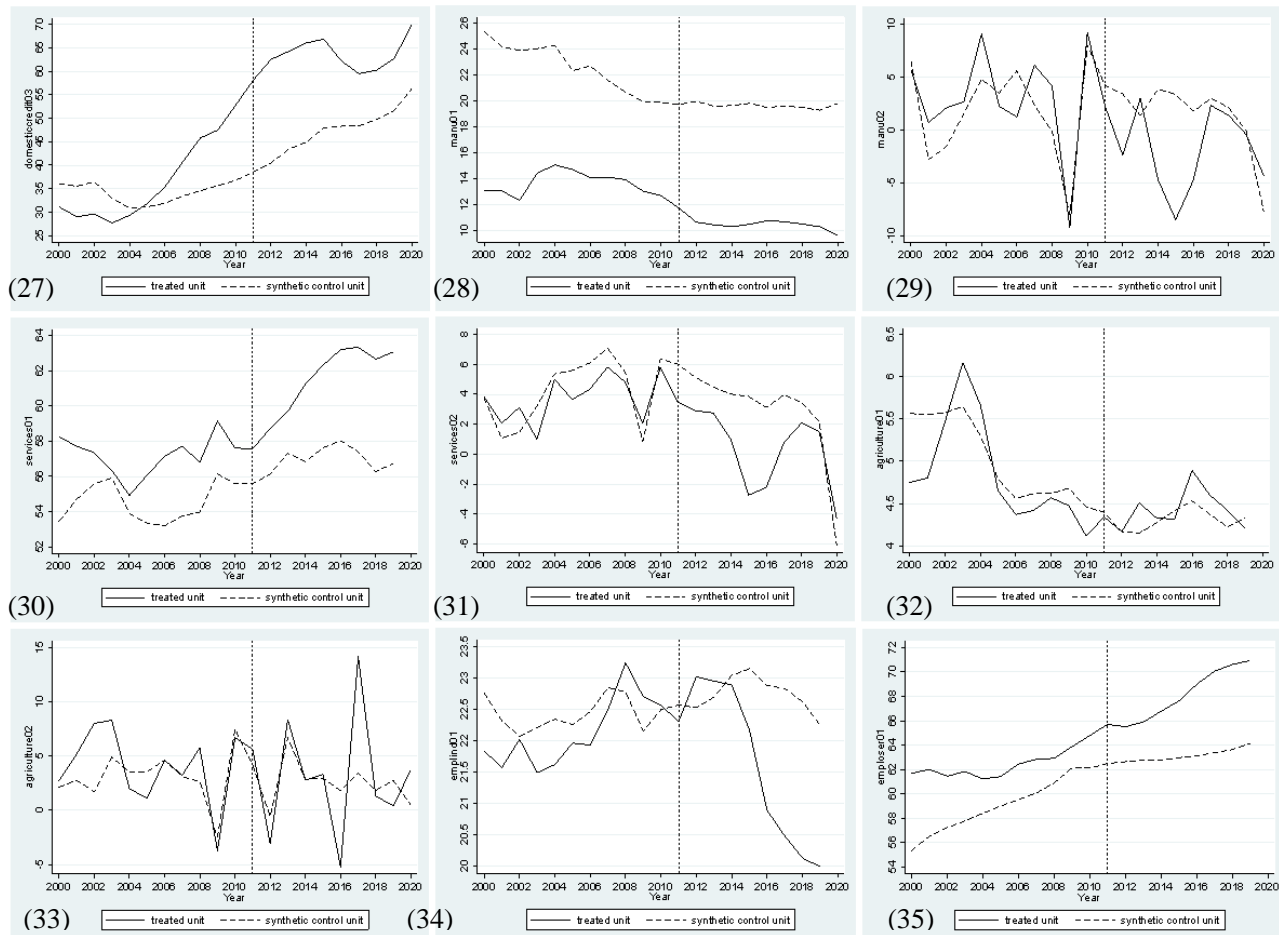 70
65
60
55
50
45
40
35
30
25
domesticcredit03
2000 2002 2004 2006 2008 2010 2012 2014 2016 2018 2020
Year
(27)
treated unit synthetic control unit
26
24
22
20
18
16
14
12
10
manu01
2000 2002 2004 2006 2008 2010 2012 2014 2016 2018 2020
Year
(28)
treated unit synthetic control unit
10
5
0
-5
-10
manu02
2000 2002 2004 2006 2008 2010 2012 2014 2016 2018 2020
Year
(29)
treated unit synthetic control unit
64
62
60
58
56
54
52
services01
2000 2002 2004 2006 2008 2010 2012 2014 2016 2018 2020
Year
(30)
treated unit synthetic control unit
8
6
4
2
0
-2
-4
-6
services02
2000 2002 2004 2006 2008 2010 2012 2014 2016 2018 2020
Year
(31)
treated unit synthetic control unit
6.5
6
5.5
5
4.5
4
agriculture01
2000 2002 2004 2006 2008 2010 2012 2014 2016 2018 2020
Year
(32)
treated unit synthetic control unit
15
10
5
0
-5
agriculture02
2000 2002 2004 2006 2008 2010 2012 2014 2016 2018 2020
Year
(33)
treated unit synthetic control unit
23.5
23
22.5
22
21.5
21
20.5
20
emplind01
2000 2002 2004 2006 2008 2010 2012 2014 2016 2018 2020
Year
(34)
treated unit synthetic control unit
72
70
68
66
64
62
60
58
56
54
emploser01
2000 2002 2004 2006 2008 2010 2012 2014 2016 2018 2020
Year
(35)
treated unit synthetic control unit